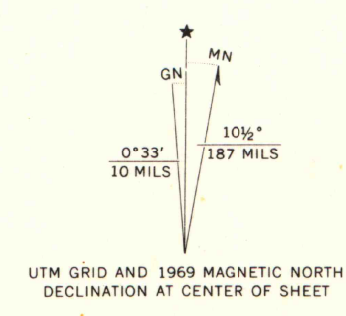 ★
MN
GN
0°33'
10 MILS
10½°
187 MILS
UTM GRID AND 1969 MAGNETIC NORTH
DECLINATION AT CENTER OF SHEET